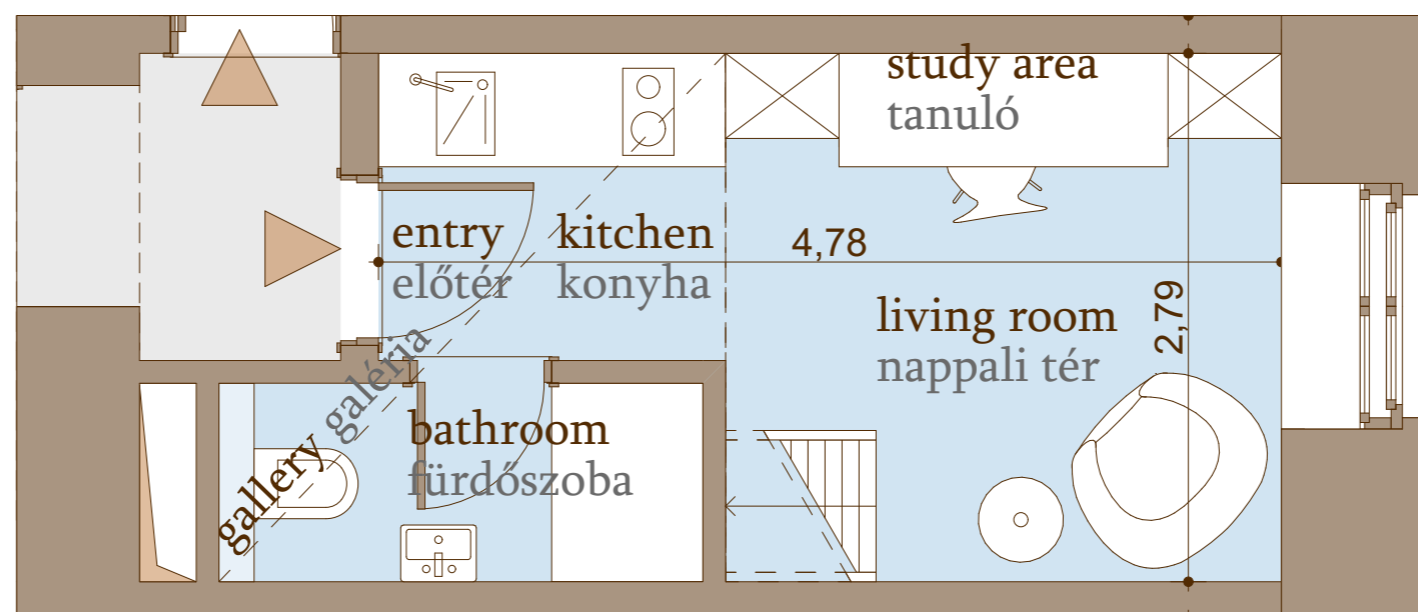 study area
tanuló
entry
előtér
kitchen
konyha
4,78
living room
nappali tér
2,79
gallery galéria
bathroom
fürdőszoba